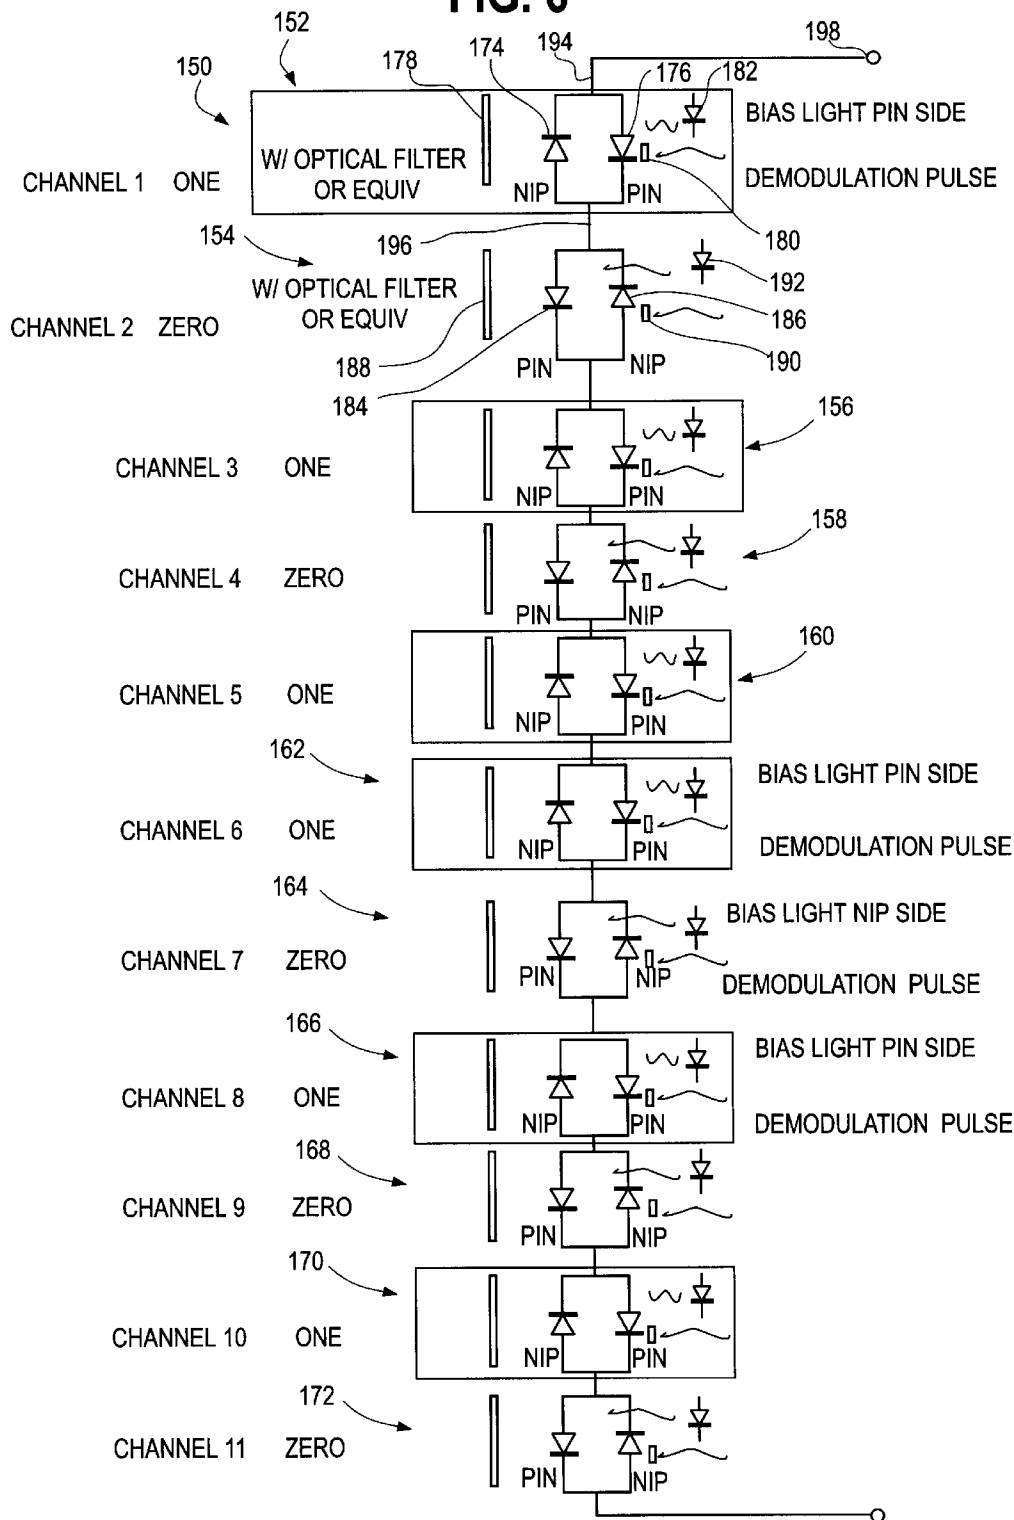 FIG. 6
152
198
194
174
178
150
176
182
BIAS LIGHT PIN SIDE
W/ OPTICAL FILTER
OR EQUIV
CHANNEL 1 ONE
NIP
PIN
DEMODULATION PULSE
154
196
180
W/ OPTICAL FILTER
OR EQUIV
192
CHANNEL 2 ZERO
186
188
PIN
NIP
190
184
156
CHANNEL 3 ONE
NIP
PIN
158
CHANNEL 4 ZERO
PIN
NIP
160
CHANNEL 5 ONE
NIP
PIN
162
BIAS LIGHT PIN SIDE
CHANNEL 6 ONE
NIP
PIN
DEMODULATION PULSE
164
BIAS LIGHT NIP SIDE
CHANNEL 7 ZERO
PIN
NIP
DEMODULATION PULSE
166
BIAS LIGHT PIN SIDE
CHANNEL 8 ONE
NIP
PIN
DEMODULATION PULSE
168
CHANNEL 9 ZERO
PIN
NIP
170
CHANNEL 10 ONE
NIP
PIN
172
CHANNEL 11 ZERO
PIN
NIP